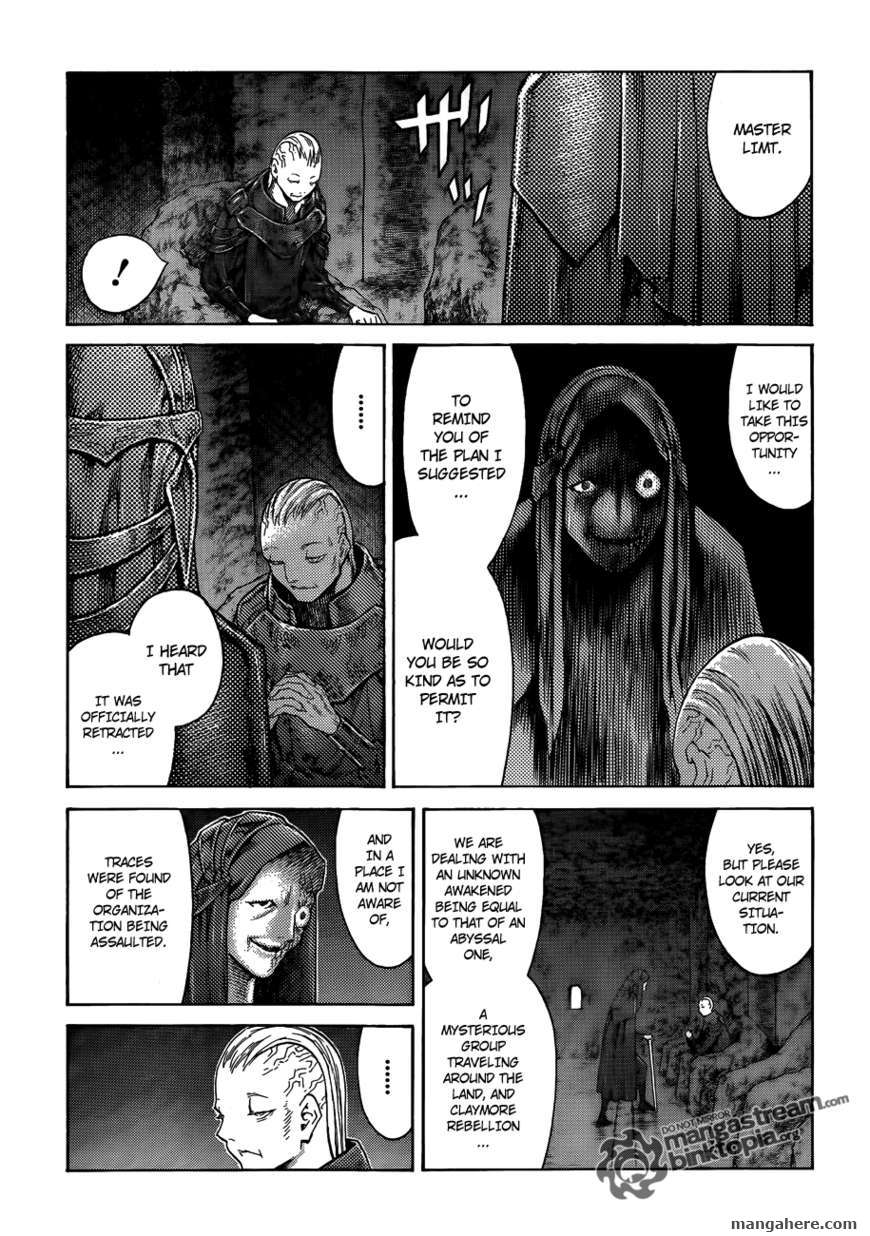 MASTER
LIMT.
ザッ
!
I WOULD
LIKE TO
TAKE THIS
OPPOR-
TUNITY
...
TO
REMIND
YOU OF
THE PLAN I
SUGGESTED
...
WOULD
YOU BE SO
KIND AS TO
PERMIT
IT?
......
I HEARD
THAT
IT WAS
OFFICIALLY
RETRACTED
...
YES,
BUT PLEASE
LOOK AT OUR
CURRENT
SITUA-
TION.
WE ARE
DEALING WITH
AN UNKNOWN
AWAKENED
BEING EQUAL
TO THAT OF AN
ABYSSAL
ONE,
A
MYSTERIOUS
GROUP
TRAVELING
AROUND THE
LAND, AND
CLAYMORE
REBELLION
...
AND
IN A
PLACE I
AM NOT
AWARE
OF,
TRACES
WERE FOUND
OF THE
ORGANIZA-
TION BEING
ASSAULTED.
......
DO NOT MIRROR
mangastream.com
binktopia.org
mangahere.com